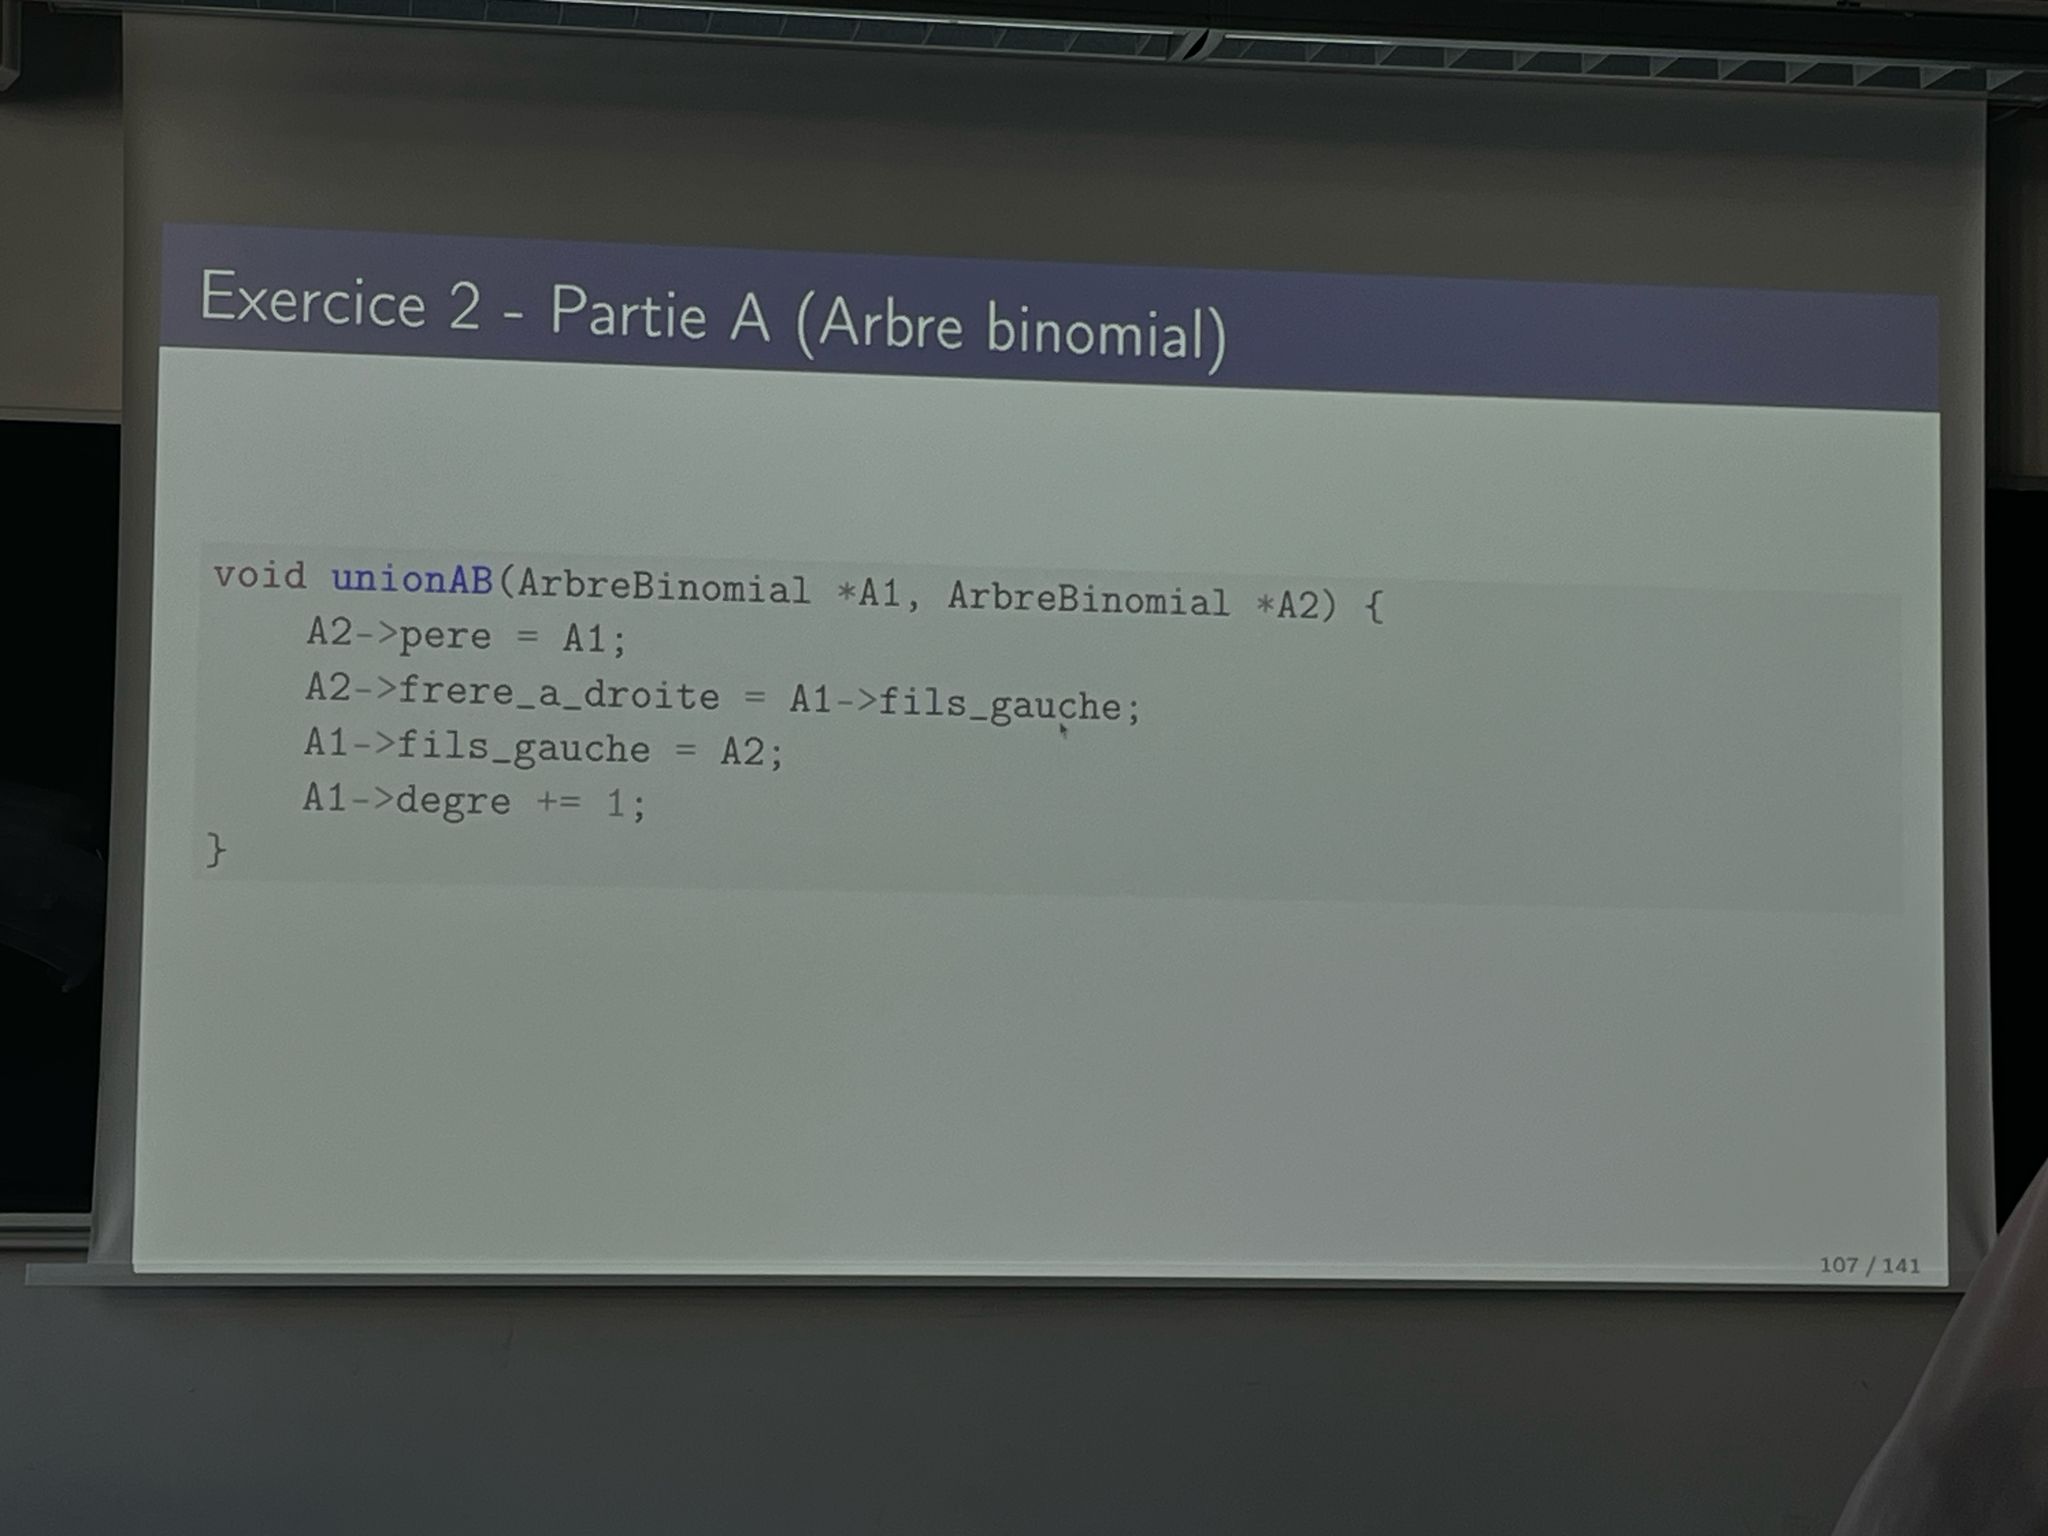 Exercice 2 - Partie A (Arbre binomial)
void unionAB(ArbreBinomial *A1, ArbreBinomial *A2) {
    A2->pere = A1;
    A2->frere_a_droite = A1->fils_gauche;
    A1->fils_gauche = A2;
    A1->degre += 1;
}
107 / 141